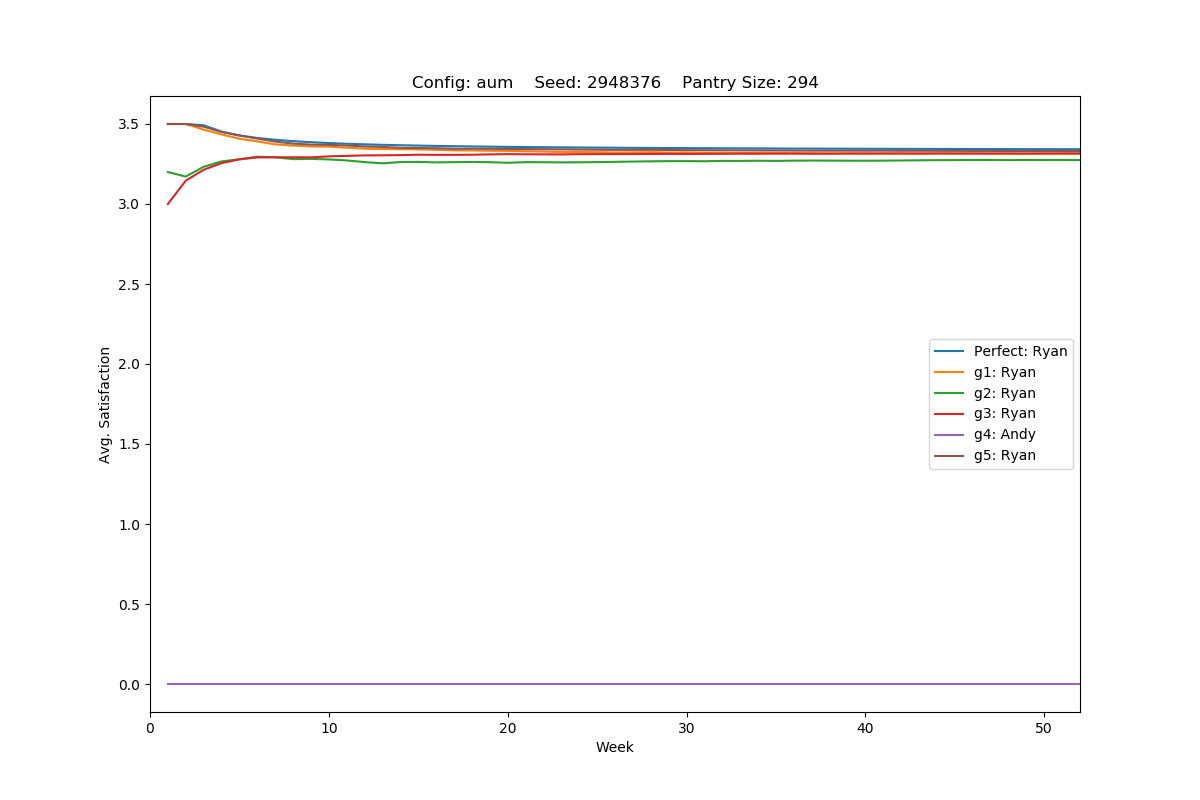 Config: aum    Seed: 2948376    Pantry Size: 294
3.5
3.0
2.5
2.0
1.5
1.0
0.5
0.0
Avg. Satisfaction
Perfect: Ryan
g1: Ryan
g2: Ryan
g3: Ryan
g4: Andy
g5: Ryan
0 10 20 30 40 50
Week